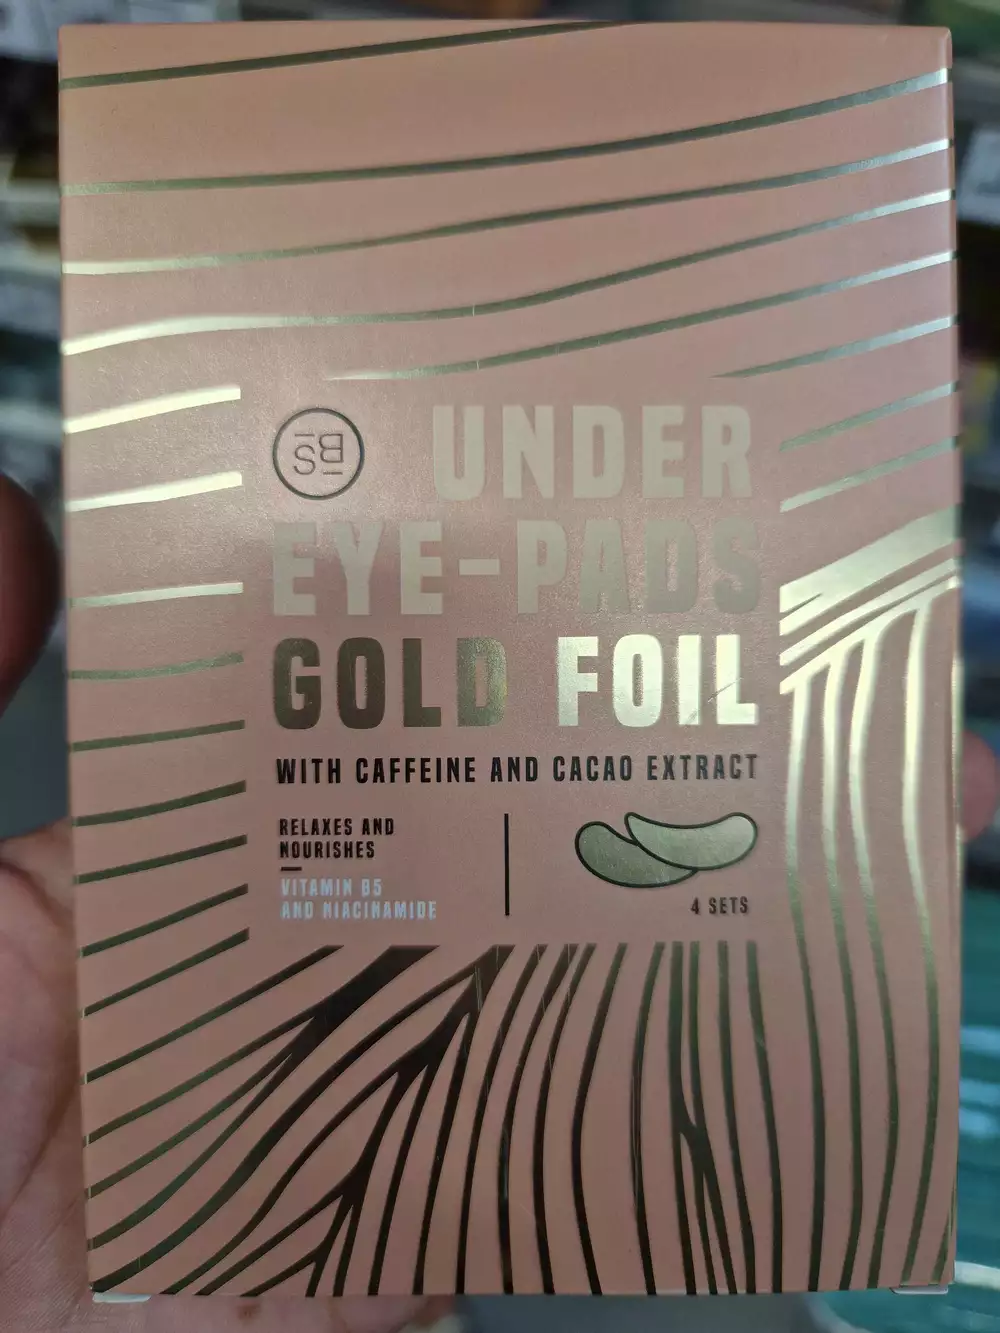 BS
UNDER
EYE-PADS
GOLD FOIL
WITH CAFFEINE AND CACAO EXTRACT
RELAXES AND
NOURISHES
VITAMIN B5
AND NIACINAMIDE
4 SETS